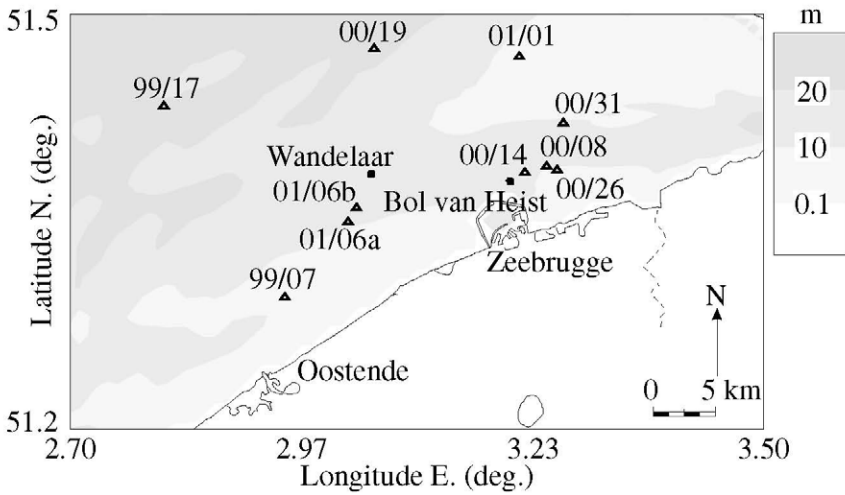 51.5
00/19
01/01
m
99/17
20
00/31
00/14
00/08
Wandelaar
10
00/26
01/06b
Bol van Heist
0.1
01/06a
Zeebrugge
99/07
N
Oostende
0 5 km
51.2
2.70 2.97 3.23 3.50
Longitude E. (deg.)
Latitude N. (deg.)